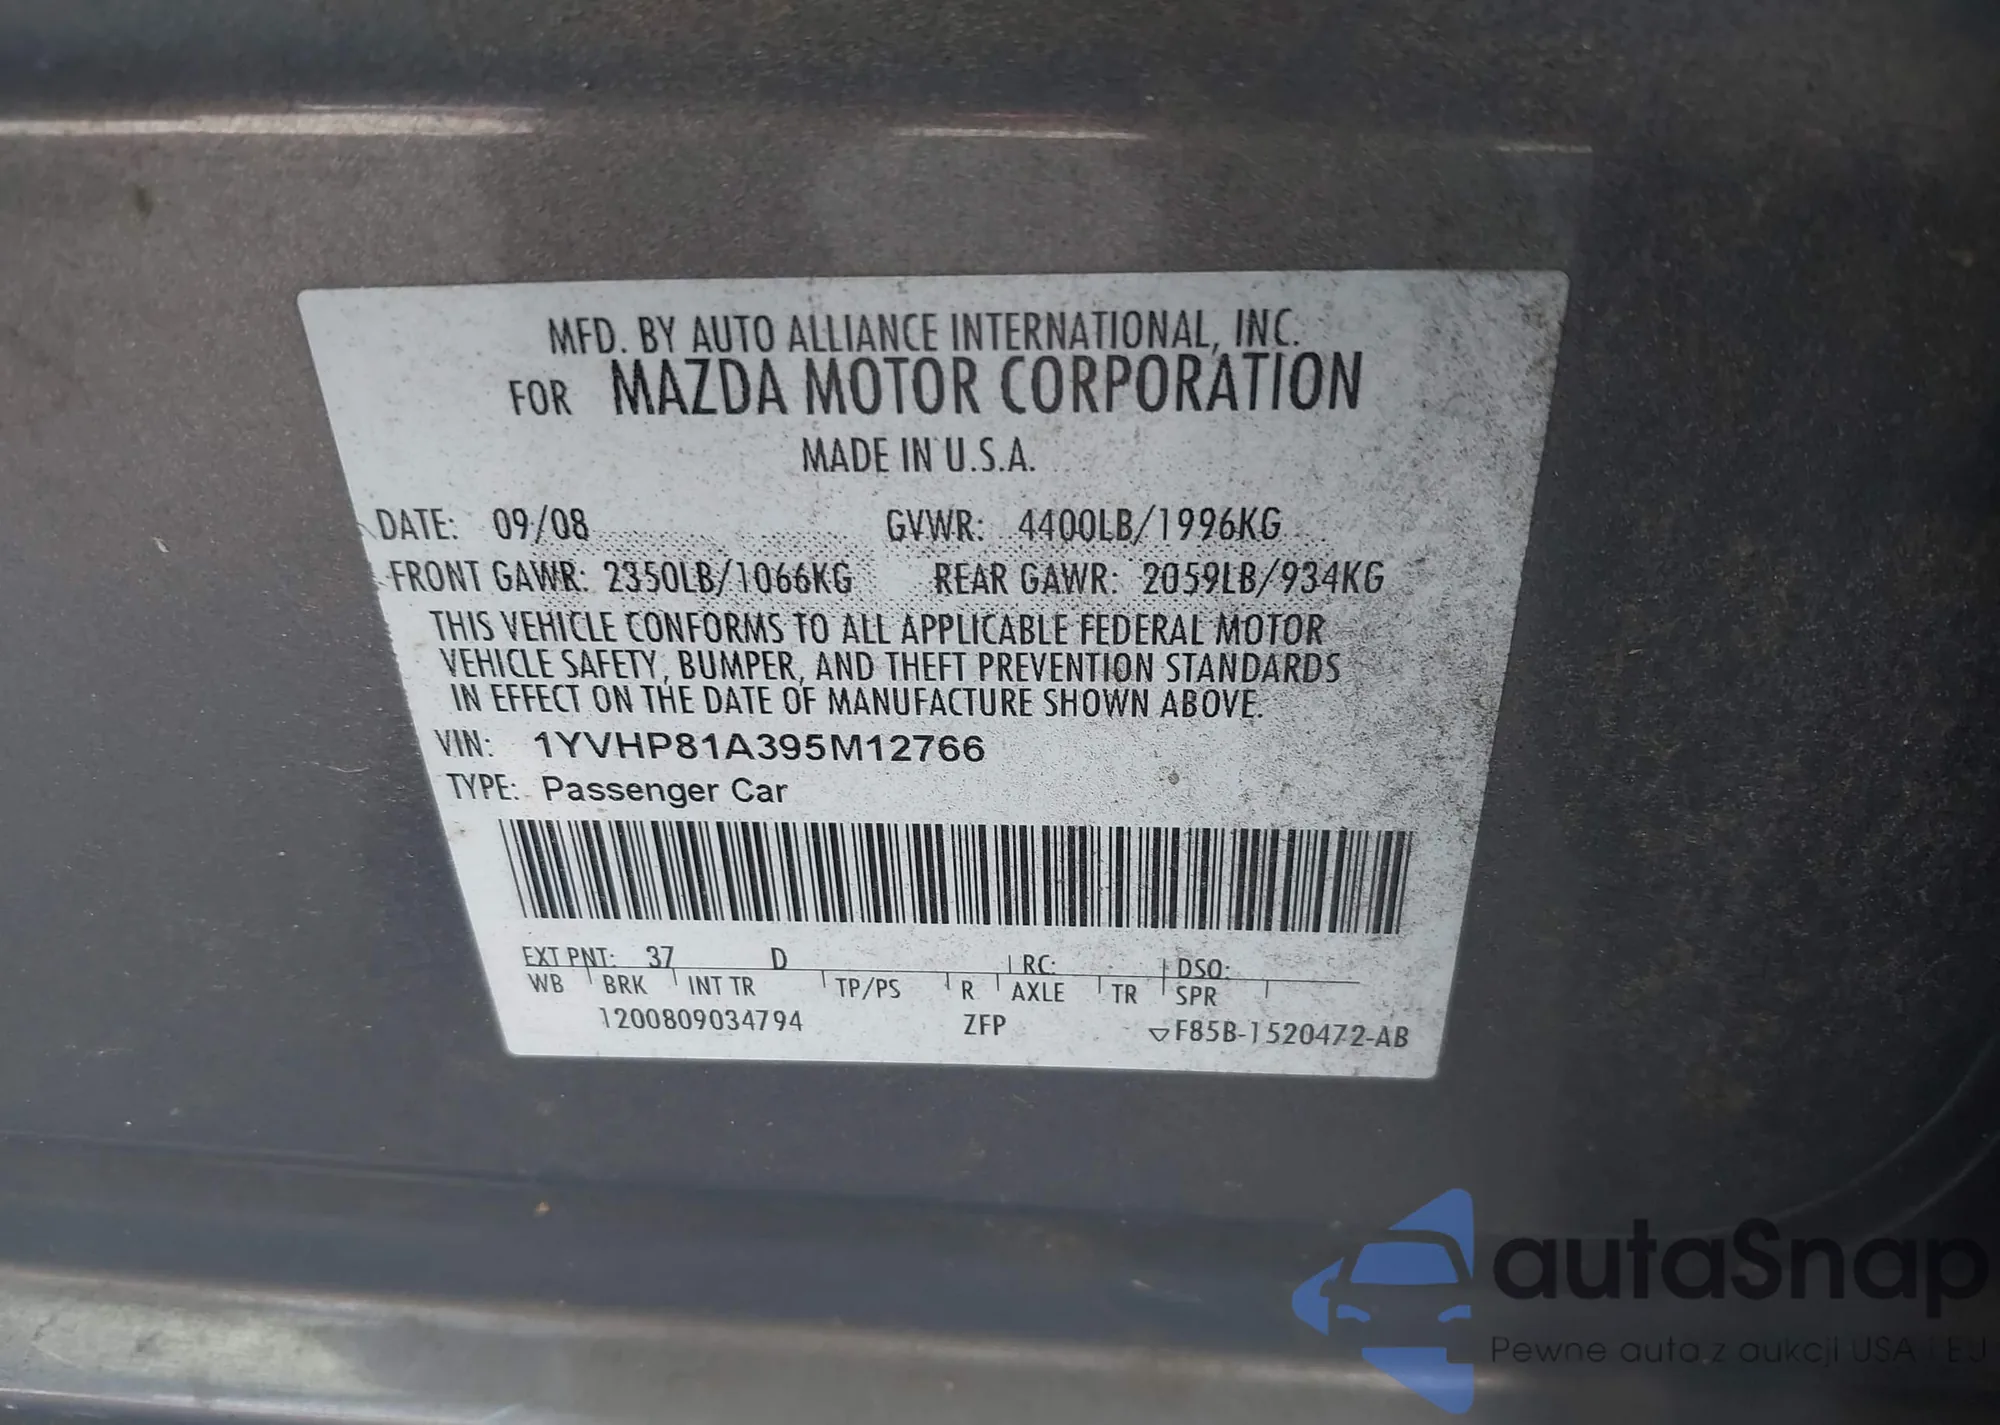 MFD. BY AUTO ALLIANCE INTERNATIONAL, INC.
FOR MAZDA MOTOR CORPORATION
MADE IN U.S.A.
DATE: 09/08 GVWR: 4400LB/1996KG
FRONT GAWR: 2350LB/1066KG REAR GAWR: 2059LB/934KG
THIS VEHICLE CONFORMS TO ALL APPLICABLE FEDERAL MOTOR
VEHICLE SAFETY, BUMPER, AND THEFT PREVENTION STANDARDS
IN EFFECT ON THE DATE OF MANUFACTURE SHOWN ABOVE.
VIN: 1YVHP81A395M12766
TYPE: Passenger Car
EXT PNT: 37 D RC: DSO:
WB BRK INT TR TP/PS R AXLE TR SPR
1200809034794 ZFP F85B-1520472-AB
autaSnap
Pewne auta z aukcji USA i EU